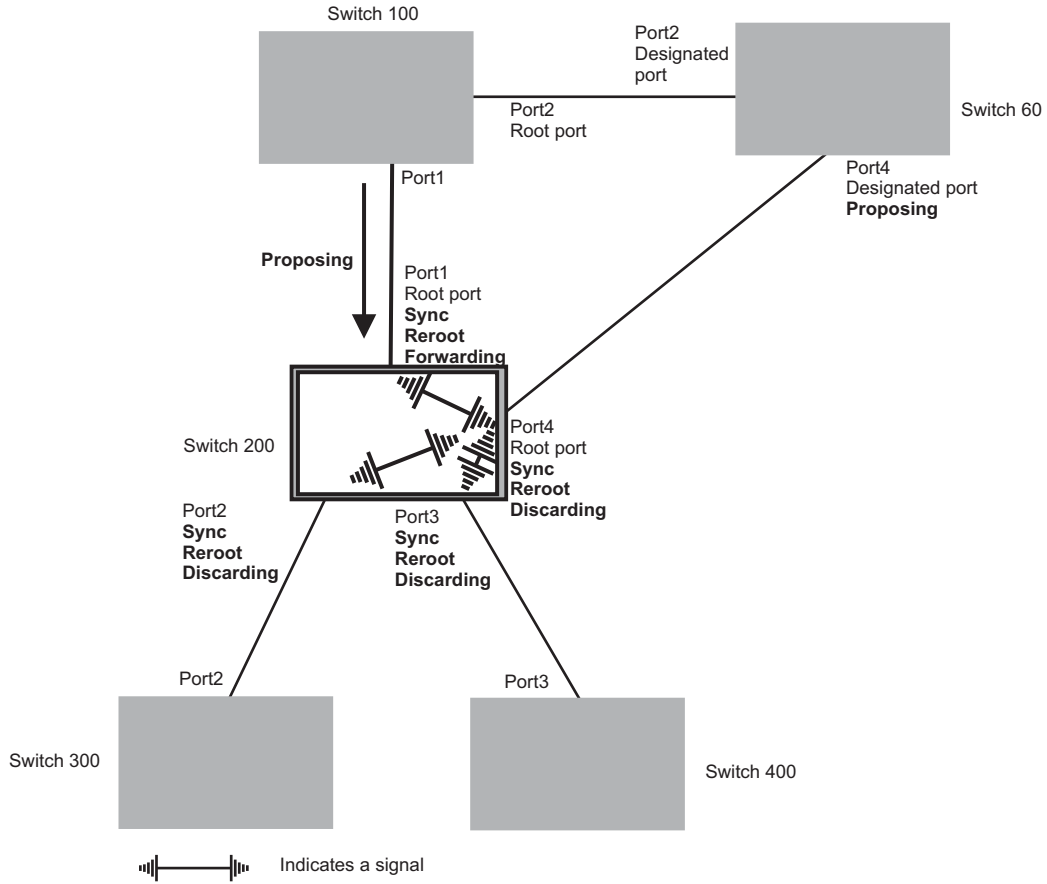 Switch 100
Port2
Designated
port
Port2
Root port
Switch 60
Port1
Port4
Designated port
Proposing
Proposing
Port1
Root port
Sync
Reroot
Forwarding
Switch 200
Port4
Root port
Sync
Reroot
Discarding
Port2
Sync
Reroot
Discarding
Port3
Sync
Reroot
Discarding
Port2
Port3
Switch 300
Switch 400
Indicates a signal